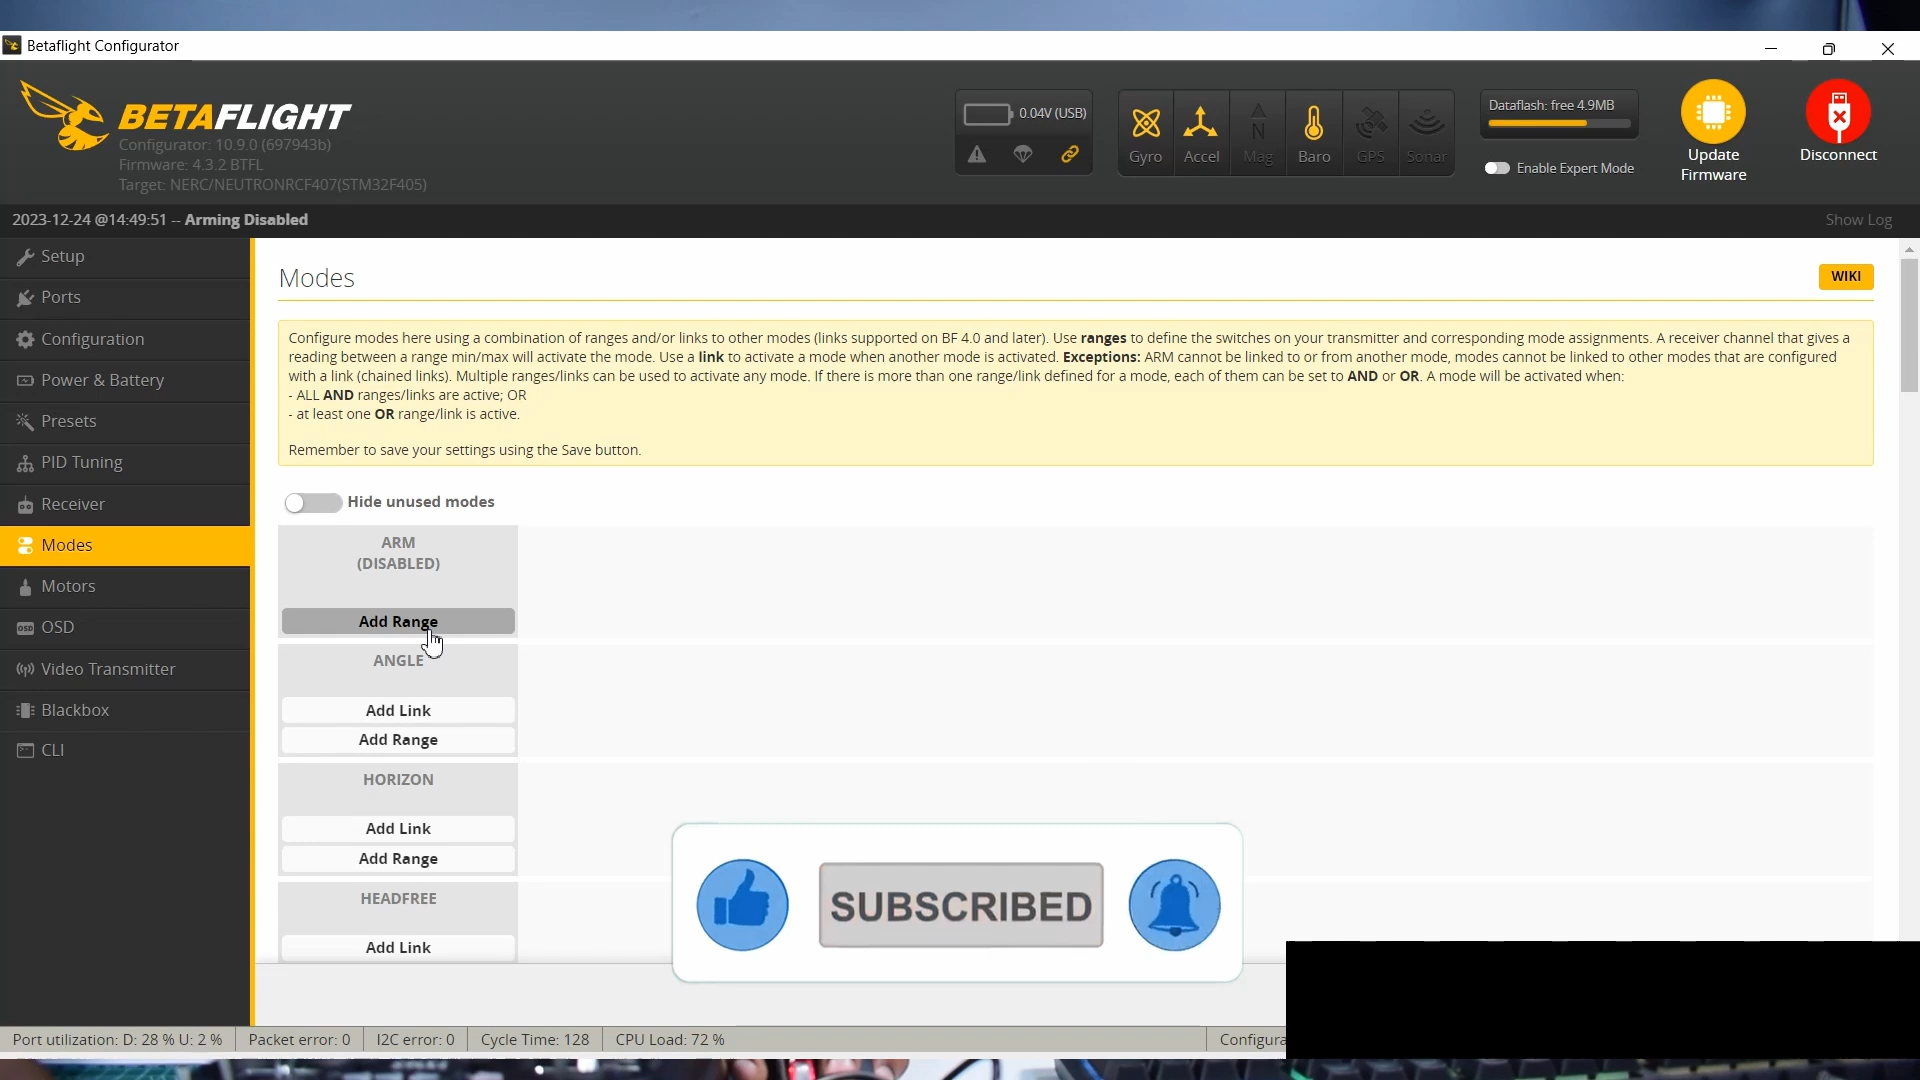 Betaflight Configurator
BETAFLIGHT
Configurator: 10.9.0 (697943b)
Firmware: 4.3.2 BTFL
Target: NERC/NEUTRONRCF407(STM32F405)
0.04V (USB)
Gyro
Accel
Mag
Baro
GPS
Sonar
Dataflash: free 4.9MB
Enable Expert Mode
Update
Firmware
Disconnect
2023-12-24 @14:49:51 -- Arming Disabled
Show Log
Setup
Ports
Configuration
Power & Battery
Presets
PID Tuning
Receiver
Modes
Motors
OSD
Video Transmitter
Blackbox
CLI
Modes
WIKI
Configure modes here using a combination of ranges and/or links to other modes (links supported on BF 4.0 and later). Use ranges to define the switches on your transmitter and corresponding mode assignments. A receiver channel that gives a
reading between a range min/max will activate the mode. Use a link to activate a mode when another mode is activated. Exceptions: ARM cannot be linked to or from another mode, modes cannot be linked to other modes that are configured
with a link (chained links). Multiple ranges/links can be used to activate any mode. If there is more than one range/link defined for a mode, each of them can be set to AND or OR. A mode will be activated when:
- ALL AND ranges/links are active; OR
- at least one OR range/link is active.
Remember to save your settings using the Save button.
Hide unused modes
ARM
(DISABLED)
Add Range
ANGLE
Add Link
Add Range
HORIZON
Add Link
Add Range
HEADFREE
Add Link
SUBSCRIBED
Port utilization: D: 28 % U: 2 %
Packet error: 0
I2C error: 0
Cycle Time: 128
CPU Load: 72 %
Configura